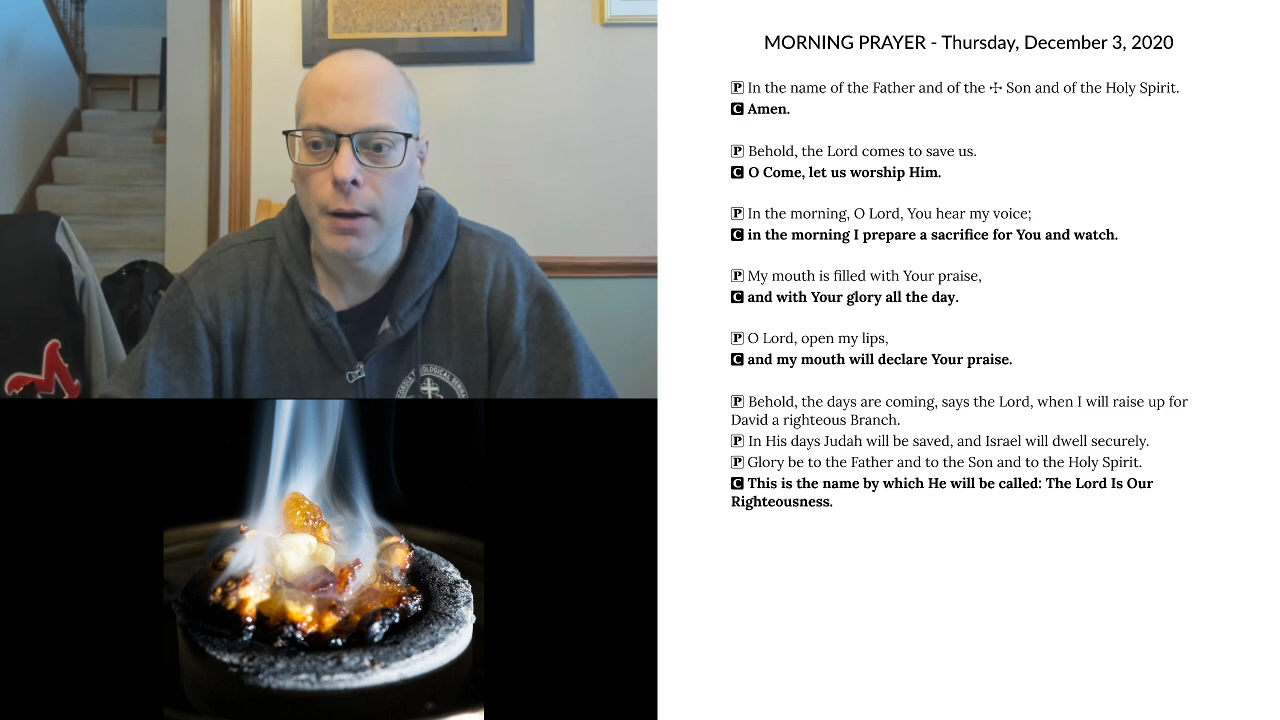 MORNING PRAYER - Thursday, December 3, 2020
P In the name of the Father and of the ☩ Son and of the Holy Spirit.
C Amen.
P Behold, the Lord comes to save us.
C O Come, let us worship Him.
P In the morning, O Lord, You hear my voice;
C in the morning I prepare a sacrifice for You and watch.
P My mouth is filled with Your praise,
C and with Your glory all the day.
P O Lord, open my lips,
C and my mouth will declare Your praise.
P Behold, the days are coming, says the Lord, when I will raise up for
David a righteous Branch.
P In His days Judah will be saved, and Israel will dwell securely.
P Glory be to the Father and to the Son and to the Holy Spirit.
C This is the name by which He will be called: The Lord Is Our
Righteousness.